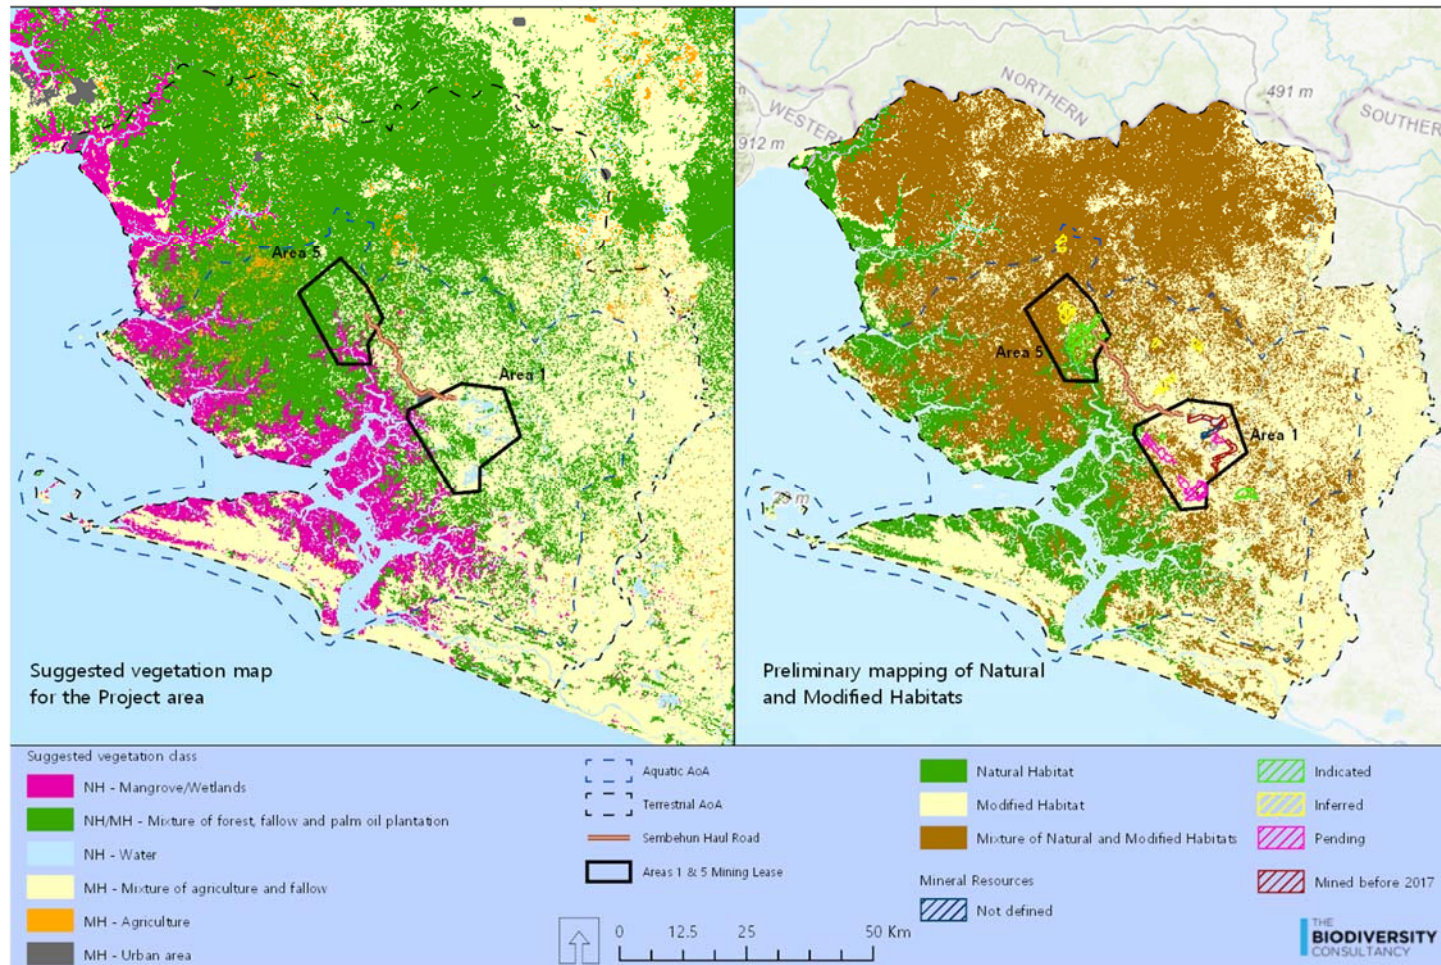 Area 5
Area 1
Suggested vegetation map
for the Project area
NORTHERN
WESTERN
SOUTHERN
491 m
912 m
Area 5
Area 1
Preliminary mapping of Natural
and Modified Habitats
Suggested vegetation class
NH - Mangrove/Wetlands
NH/MH - Mixture of forest, fallow and palm oil plantation
NH - Water
MH - Mixture of agriculture and fallow
MH - Agriculture
MH - Urban area
Aquatic AoA
Terrestrial AoA
Sembehun Haul Road
Areas 1 & 5 Mining Lease
0 12.5 25 50 Km
Natural Habitat
Modified Habitat
Mixture of Natural and Modified Habitats
Mineral Resources
Not defined
Indicated
Inferred
Pending
Mined before 2017
THE
BIODIVERSITY
CONSULTANCY